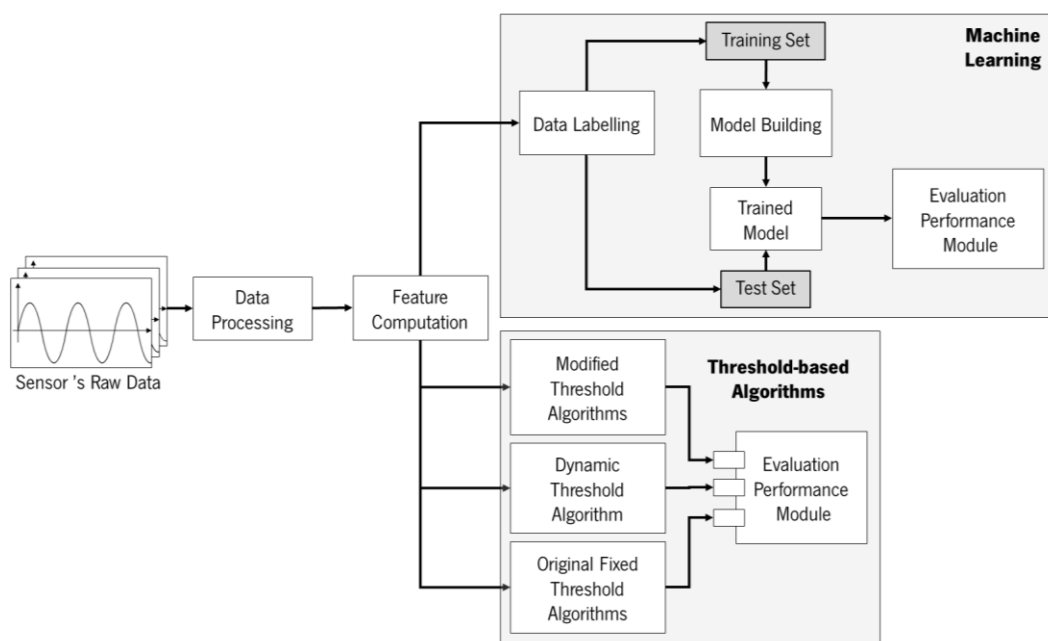 Sensor's Raw Data
Data
Processing
Feature
Computation
Machine
Learning
Data Labelling
Training Set
Model Building
Trained
Model
Test Set
Evaluation
Performance
Module
Threshold-based
Algorithms
Modified
Threshold
Algorithms
Dynamic
Threshold
Algorithm
Original Fixed
Threshold
Algorithms
Evaluation
Performance
Module